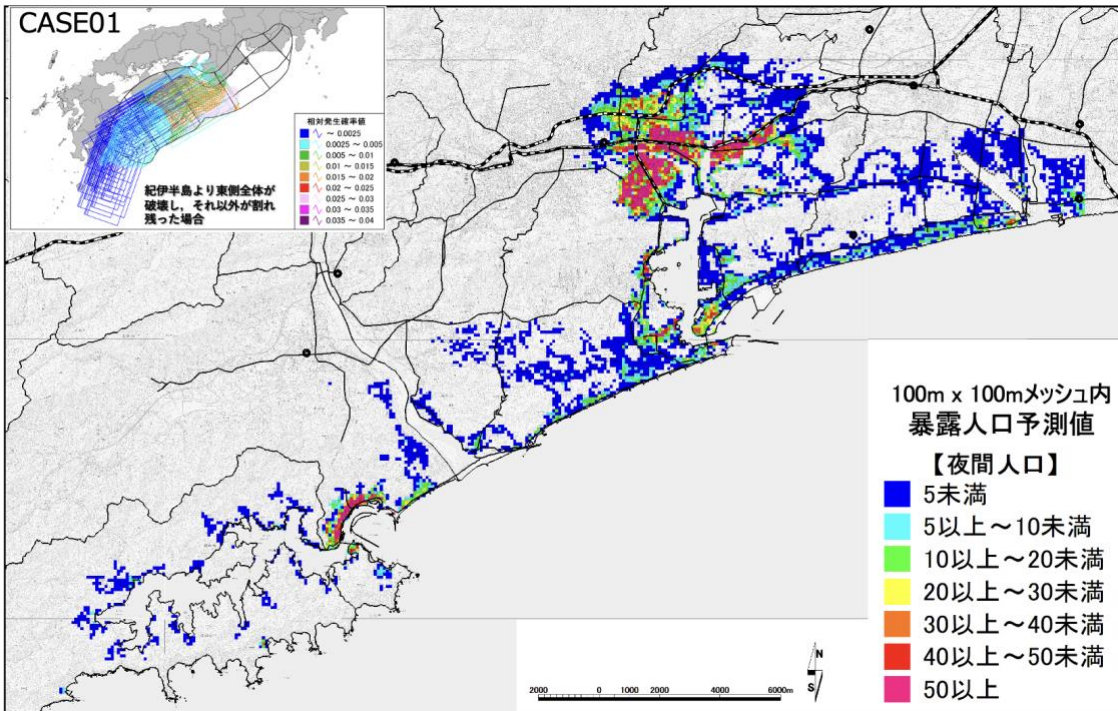 CASE01
相対発生確率値
～ 0.0025
0.0025 ～ 0.005
0.005 ～ 0.01
0.01 ～ 0.015
0.015 ～ 0.02
0.02 ～ 0.025
0.025 ～ 0.03
0.03 ～ 0.035
0.035 ～ 0.04
紀伊半島より東側全体が
破壊し，それ以外が割れ
残った場合
100m x 100mメッシュ内
暴露人口予測値
【夜間人口】
5未満
5以上～10未満
10以上～20未満
20以上～30未満
30以上～40未満
40以上～50未満
50以上
N
S
2000 0 2000 4000 6000m